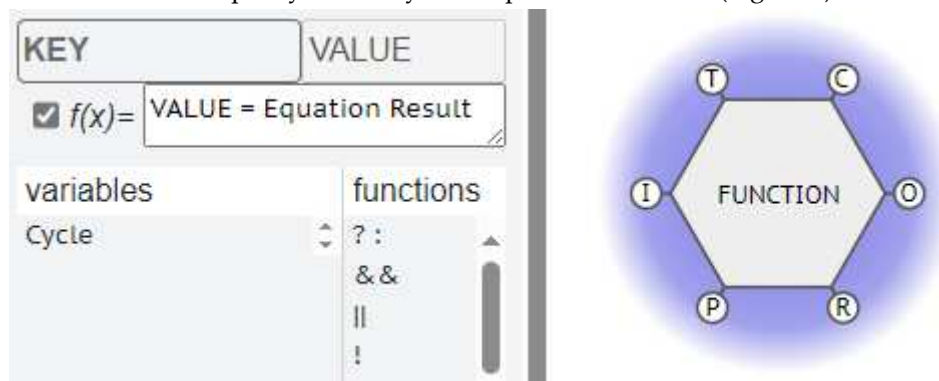 KEY VALUE
f(x)= VALUE = Equation Result
variables functions
Cycle ? :
&&
||
!
T C
I FUNCTION O
P R